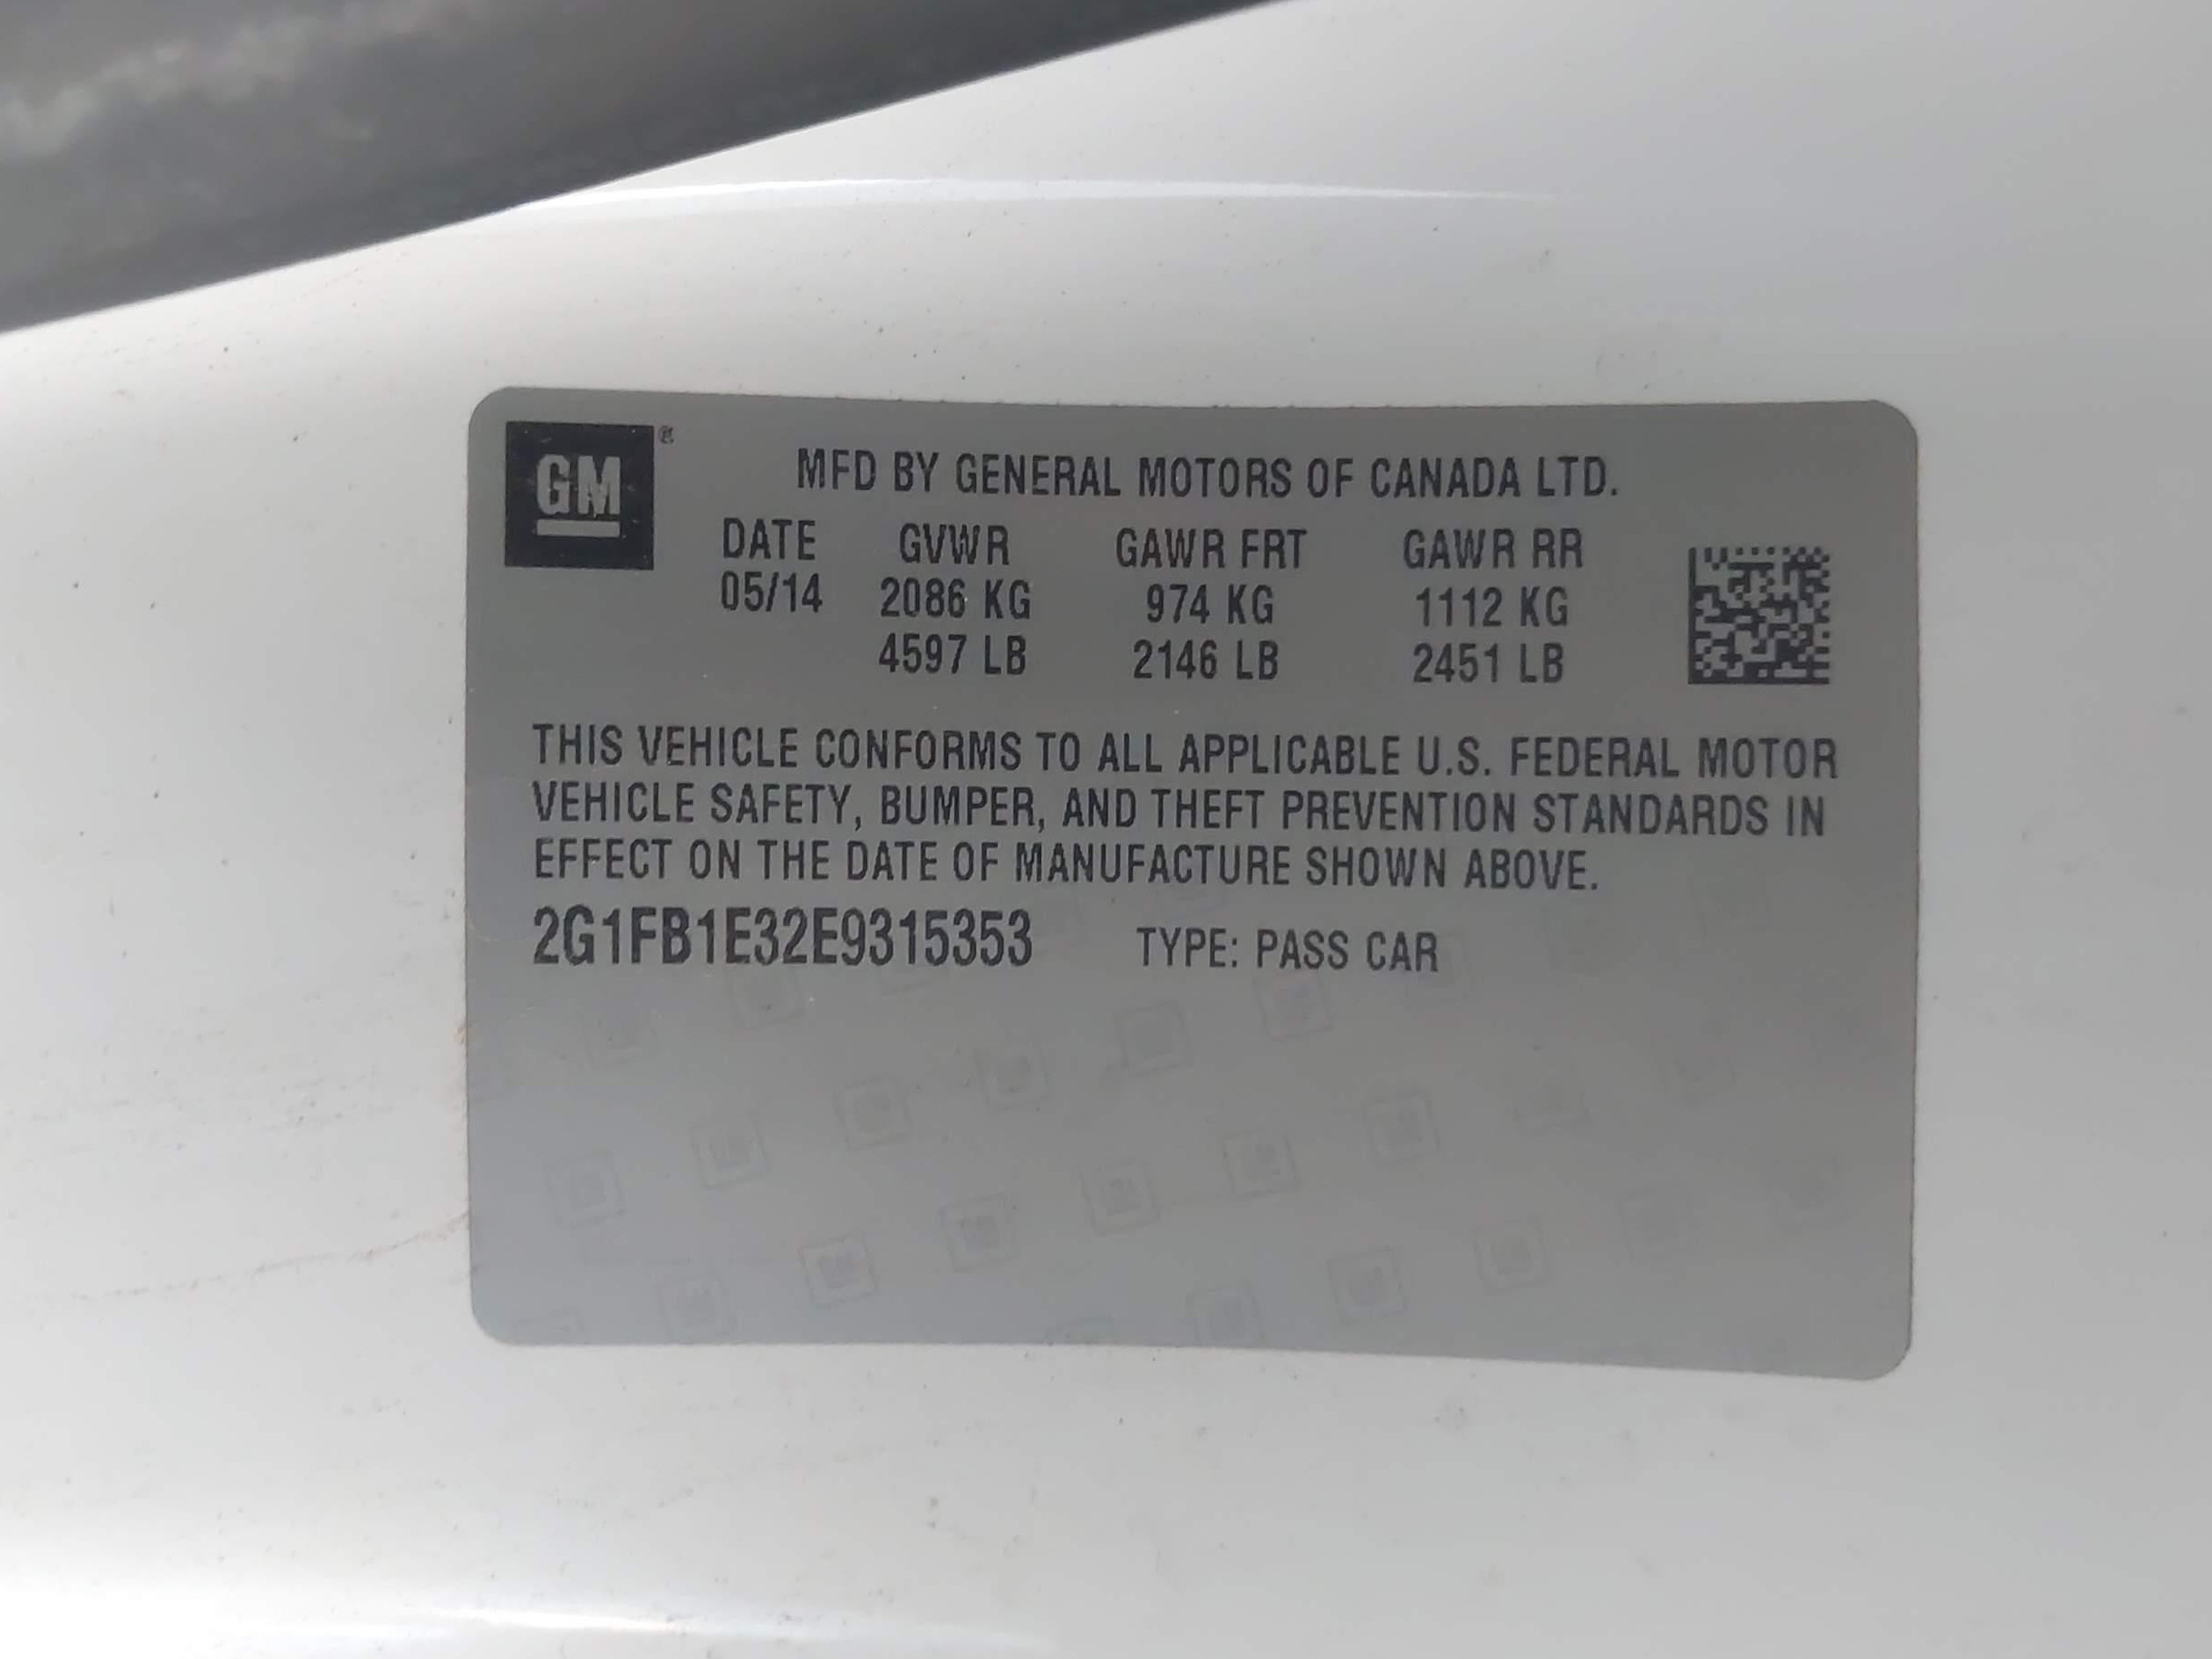 GM ®
MFD BY GENERAL MOTORS OF CANADA LTD.
DATE GVWR GAWR FRT GAWR RR
05/14 2086 KG 974 KG 1112 KG
4597 LB 2146 LB 2451 LB
THIS VEHICLE CONFORMS TO ALL APPLICABLE U.S. FEDERAL MOTOR
VEHICLE SAFETY, BUMPER, AND THEFT PREVENTION STANDARDS IN
EFFECT ON THE DATE OF MANUFACTURE SHOWN ABOVE.
2G1FB1E32E9315353 TYPE: PASS CAR